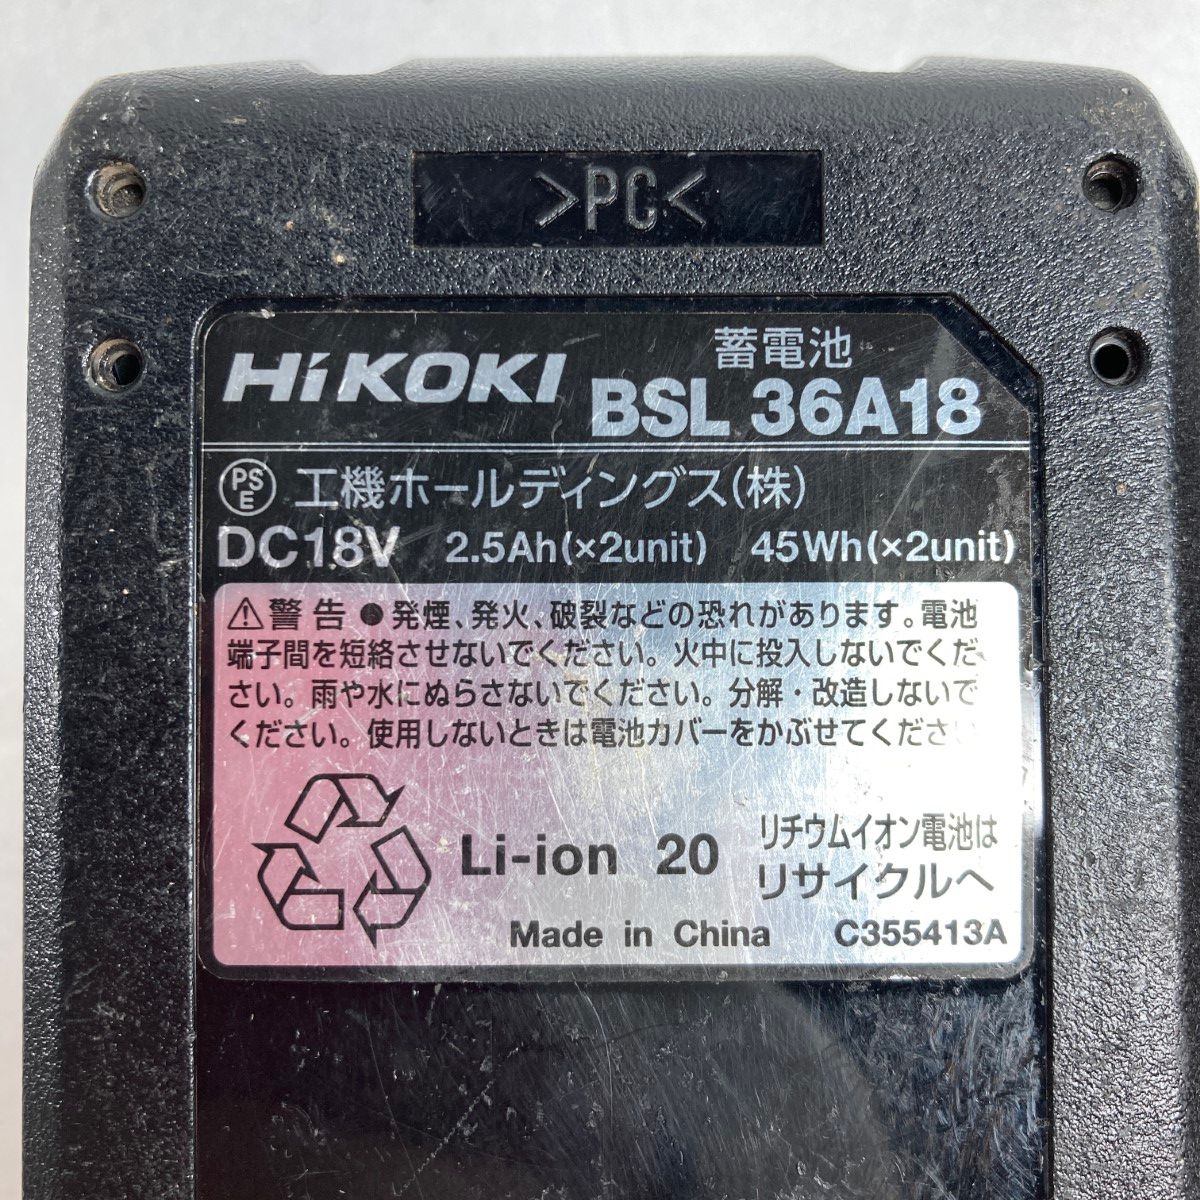 >PC<
HiKOKI
蓄電池
BSL 36A18
PSE 工機ホールディングス(株)
DC18V 2.5Ah(×2unit) 45Wh(×2unit)
⚠警告 ●発煙、発火、破裂などの恐れがあります。電池
端子間を短絡させないでください。火中に投入しないでくだ
さい。雨や水にぬらさないでください。分解・改造しないで
ください。使用しないときは電池カバーをかぶせてくださ
Li-ion 20
リチウムイオン電池は
リサイクルへ
Made in China C355413A